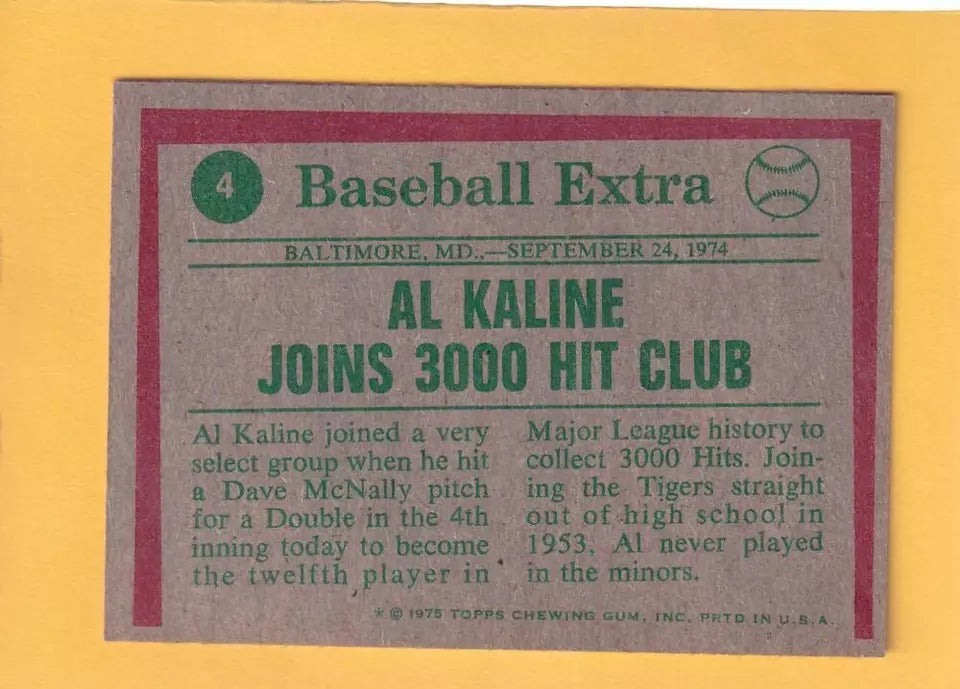 4
Baseball Extra
BALTIMORE, MD.,—SEPTEMBER 24, 1974
AL KALINE
JOINS 3000 HIT CLUB
Al Kaline joined a very
select group when he hit
a Dave McNally pitch
for a Double in the 4th
inning today to become
the twelfth player in
Major League history to
collect 3000 Hits. Join-
ing the Tigers straight
out of high school in
1953, Al never played
in the minors.
* © 1975 TOPPS CHEWING GUM, INC. PRTD IN U.S.A.